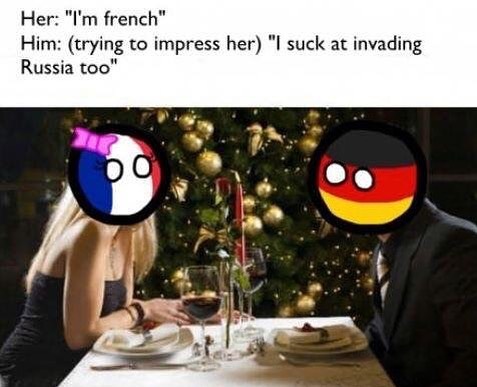 Her: "I'm french"
Him: (trying to impress her) "I suck at invading
Russia too"